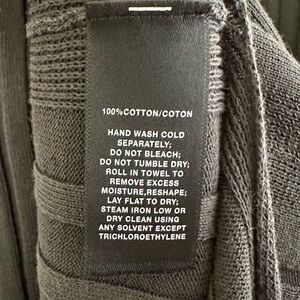 100%COTTON/COTON
HAND WASH COLD
SEPARATELY;
DO NOT BLEACH;
DO NOT TUMBLE DRY;
ROLL IN TOWEL TO
REMOVE EXCESS
MOISTURE,RESHAPE;
LAY FLAT TO DRY;
STEAM IRON LOW OR
DRY CLEAN USING
ANY SOLVENT EXCEPT
TRICHLOROETHYLENE